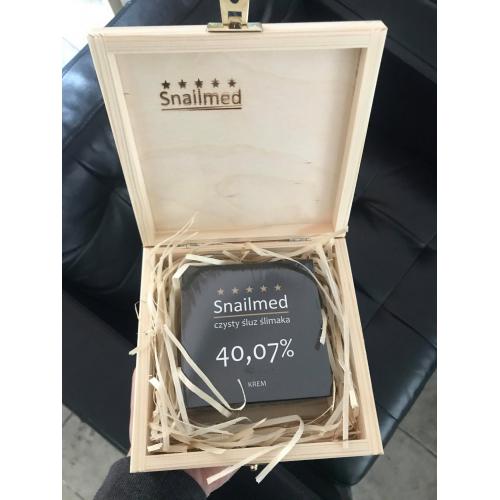 Snailmed
Snailmed
czysty śluz ślimaka
40,07%
KREM